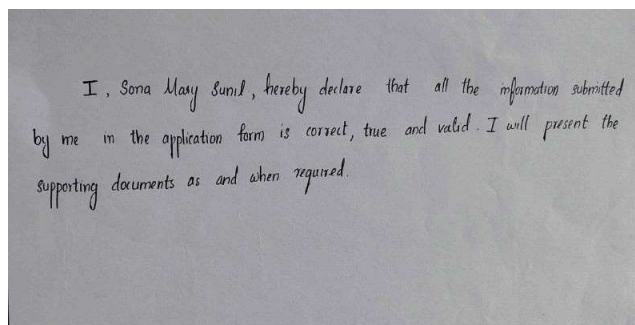 I, Sona Mary Sunil, hereby declare that all the information submitted
by me in the application form is correct, true and valid. I will present the
supporting documents as and when required.